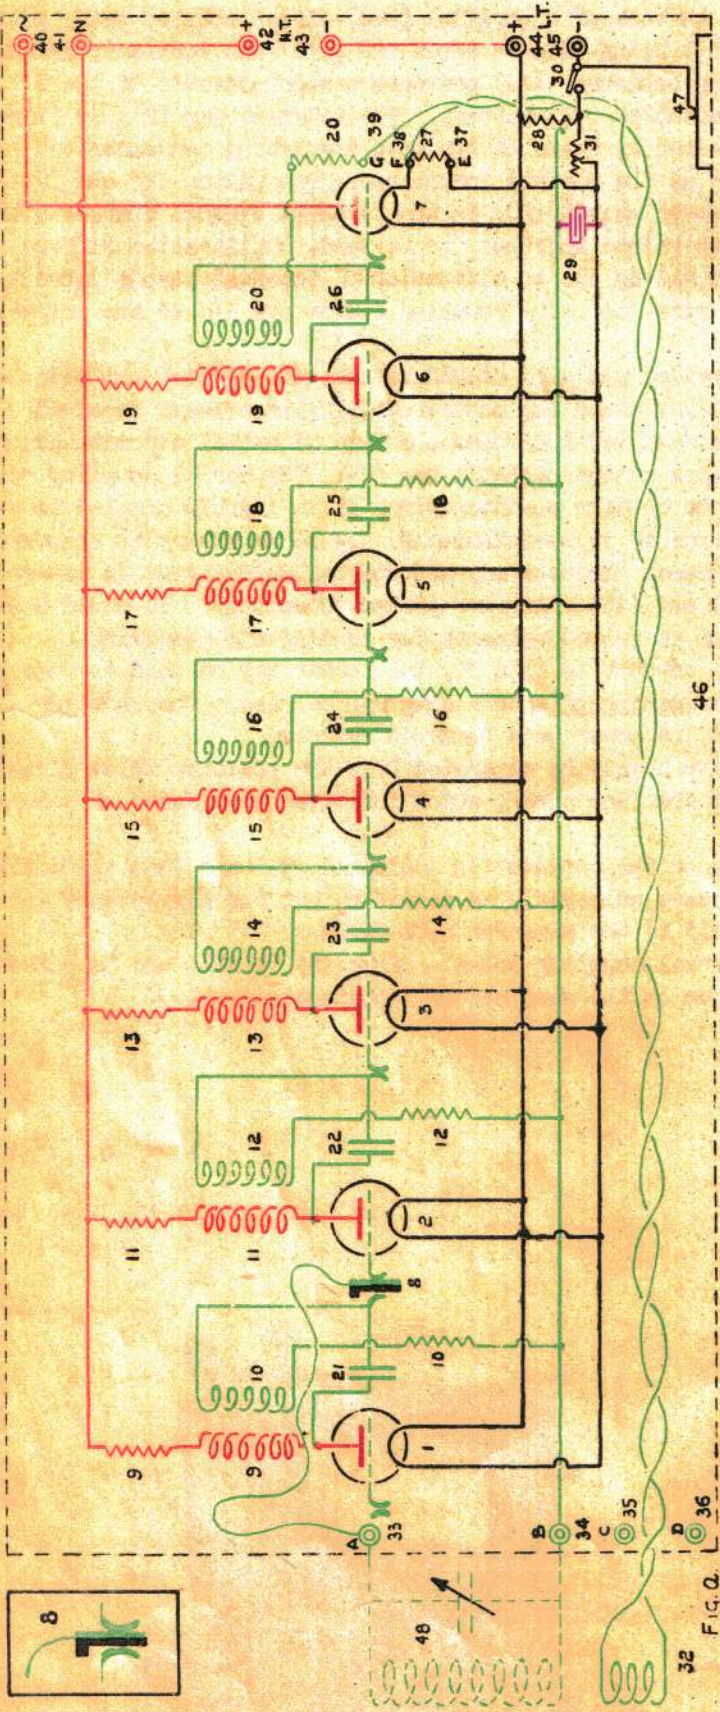 8
~ 40
N 41
9 11 13 15 17 19
+ 42
H.T.
- 43
9 10 11 12 13 14 15 16 17 18 19 20
21 22 23 24 25 26 20
A 33
G 39
F 38
8
1 2 3 4 5 6 7
27
E 37
10 12 14 16 18
48
+ 44
L.T.
45 -
B 34
28 30
29 31
C 35
32
D 36
46
47
FIG. a